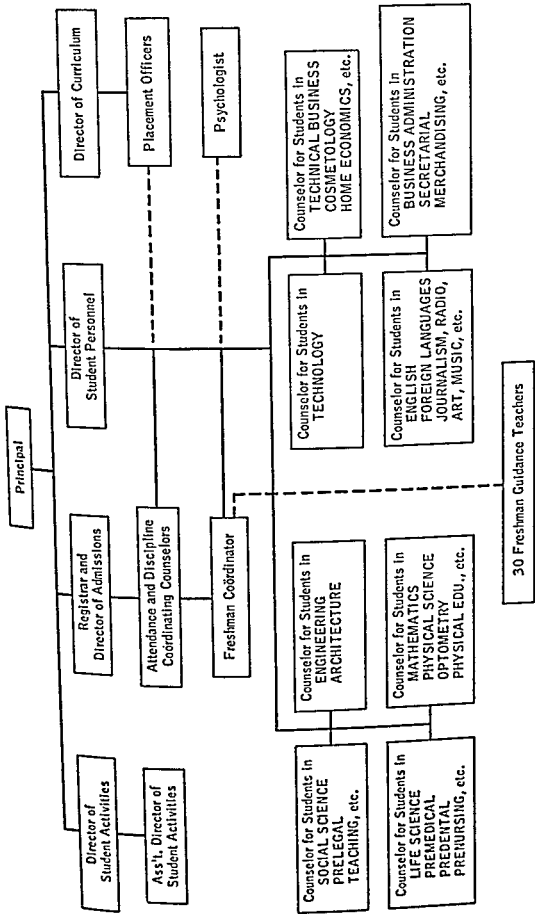 Principal
Director of
Student Activities
Registrar and
Director of Admissions
Director of
Student Personnel
Director of Curriculum
Ass't. Director of
Student Activities
Attendance and Discipline
Coördinating Counselors
Placement Officers
Freshman Coördinator
Psychologist
Counselor for Students in
SOCIAL SCIENCE
PRELEGAL
TEACHING, etc.
Counselor for Students in
ENGINEERING
ARCHITECTURE
Counselor for Students in
TECHNOLOGY
Counselor for Students in
TECHNICAL BUSINESS
COSMETOLOGY
HOME ECONOMICS, etc.
Counselor for Students in
LIFE SCIENCE
PREMEDICAL
PREDENTAL
PRENURSING, etc.
Counselor for Students in
MATHEMATICS
PHYSICAL SCIENCE
OPTOMETRY
PHYSICAL EDU., etc.
Counselor for Students in
ENGLISH
FOREIGN LANGUAGES
JOURNALISM, RADIO,
ART, MUSIC, etc.
Counselor for Students in
BUSINESS ADMINISTRATION
SECRETARIAL
MERCHANDISING, etc.
30 Freshman Guidance Teachers